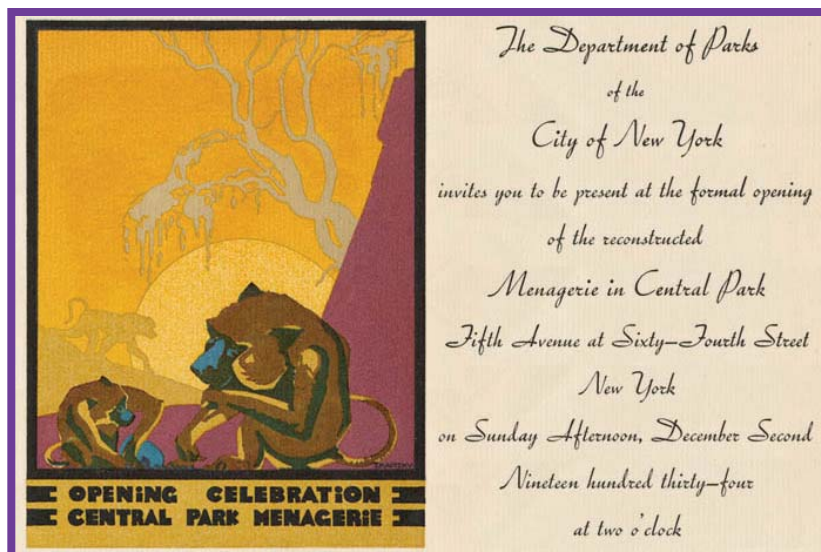 OPENING CELEBRATION
CENTRAL PARK MENAGERIE
The Department of Parks
of the
City of New York
invites you to be present at the formal opening
of the reconstructed
Menagerie in Central Park
Fifth Avenue at Sixty–Fourth Street
New York
on Sunday Afternoon, December Second
Nineteen hundred thirty–four
at two o'clock